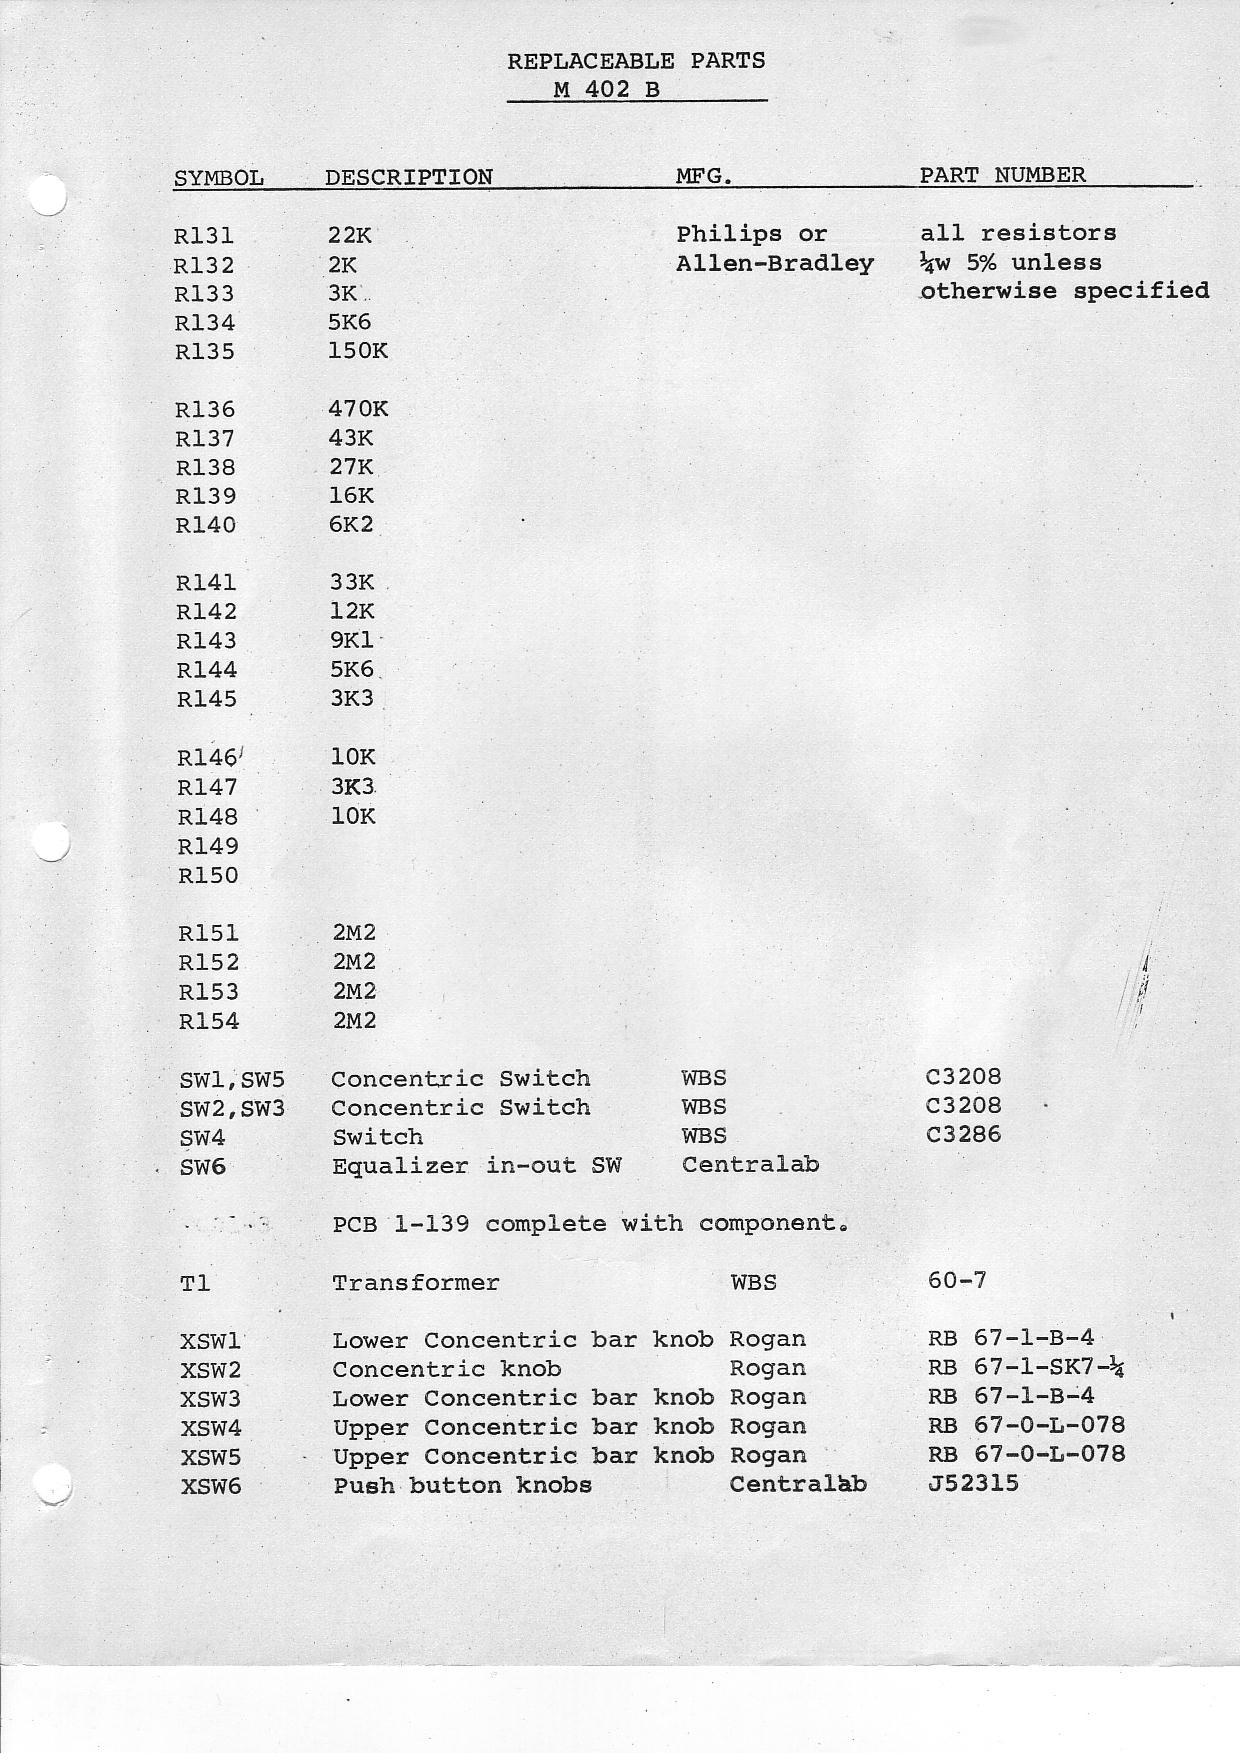 REPLACEABLE PARTS
M 402 B
SYMBOL DESCRIPTION MFG. PART NUMBER
R131 22K Philips or all resistors
R132 2K Allen-Bradley ¼w 5% unless
R133 3K otherwise specified
R134 5K6
R135 150K
R136 470K
R137 43K
R138 27K
R139 16K
R140 6K2
R141 33K
R142 12K
R143 9K1
R144 5K6
R145 3K3
R146 10K
R147 3K3
R148 10K
R149
R150
R151 2M2
R152 2M2
R153 2M2
R154 2M2
SW1,SW5 Concentric Switch WBS C3208
SW2,SW3 Concentric Switch WBS C3208
SW4 Switch WBS C3286
SW6 Equalizer in-out SW Centralab
PCB 1-139 complete with component.
T1 Transformer WBS 60-7
XSW1 Lower Concentric bar knob Rogan RB 67-1-B-4
XSW2 Concentric knob Rogan RB 67-1-SK7-¼
XSW3 Lower Concentric bar knob Rogan RB 67-1-B-4
XSW4 Upper Concentric bar knob Rogan RB 67-0-L-078
XSW5 Upper Concentric bar knob Rogan RB 67-0-L-078
XSW6 Push button knobs Centralab J52315